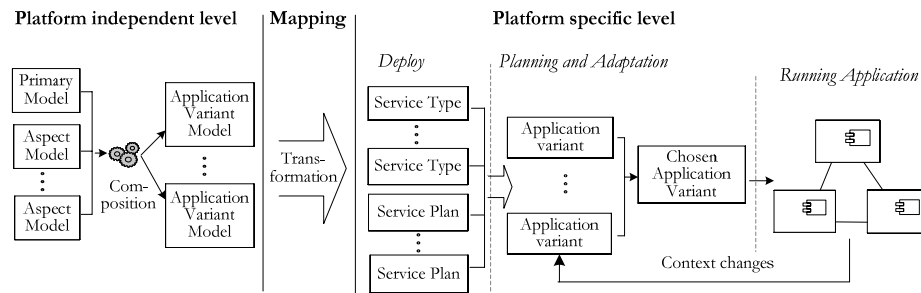 Platform independent level
Mapping
Platform specific level
Deploy
Planning and Adaptation
Running Application
Primary
Model
Aspect
Model
Aspect
Model
Com-
position
Application
Variant
Model
Application
Variant
Model
Trans-
formation
Service Type
Service Type
Service Plan
Service Plan
Application
variant
Application
variant
Chosen
Application
Variant
Context changes